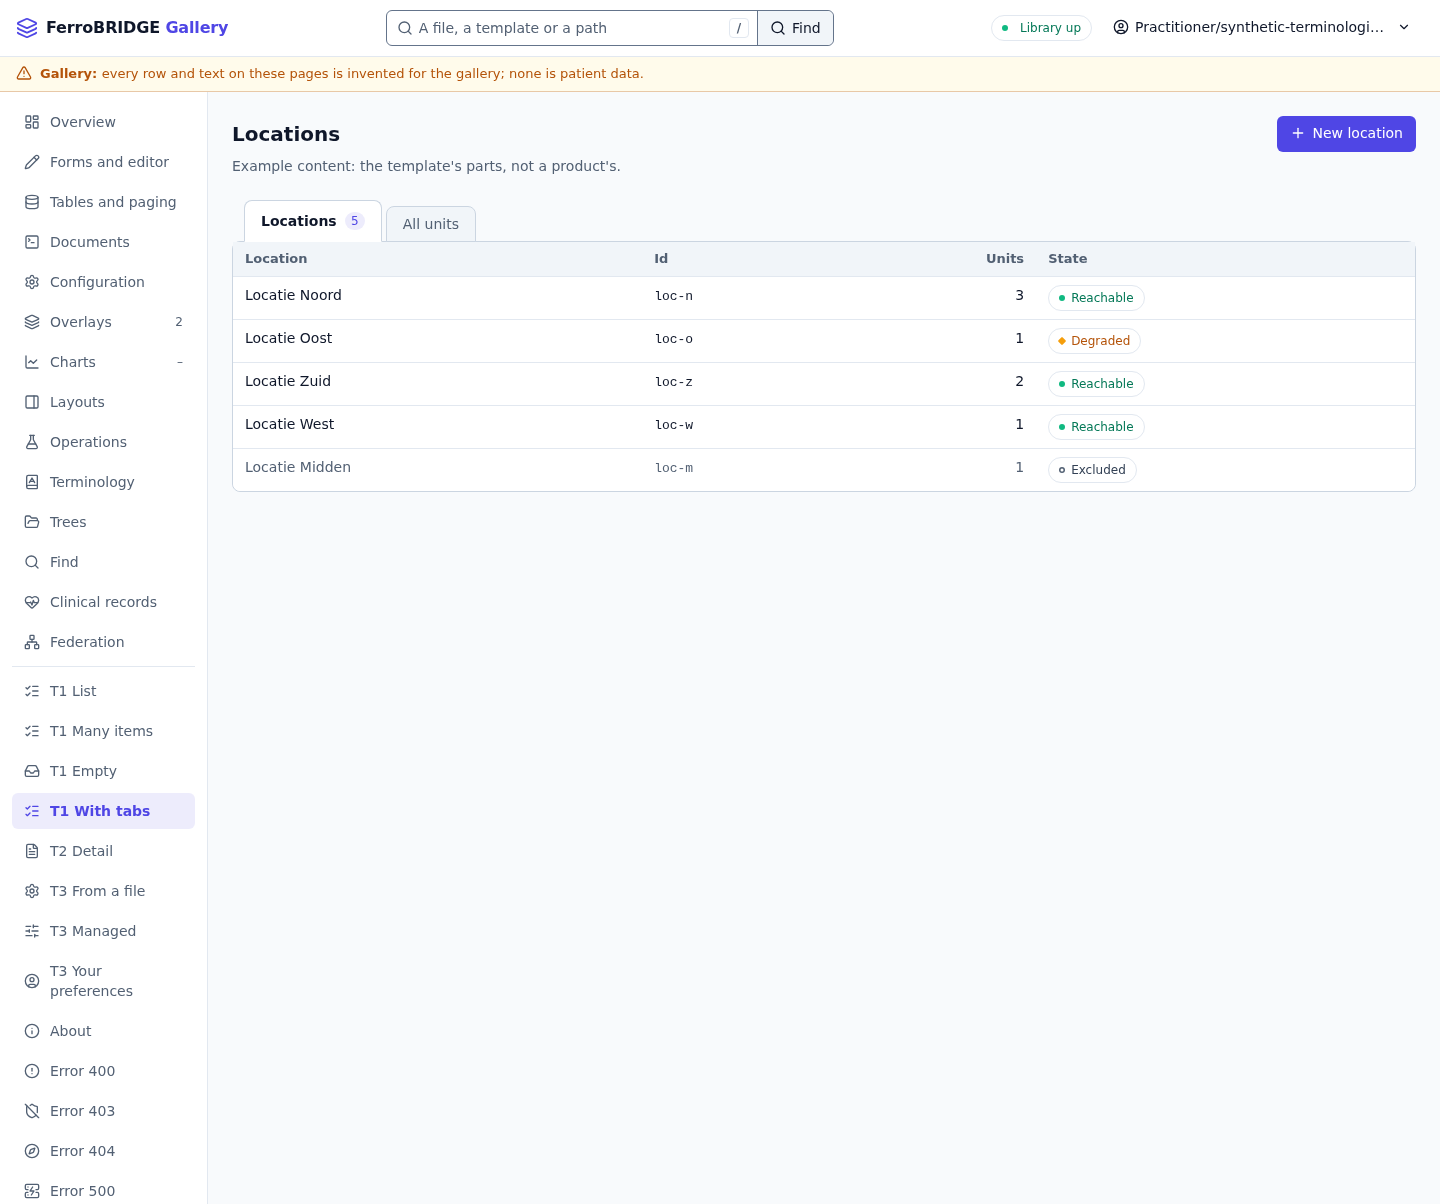 FerroBRIDGE Gallery
A file, a template or a path
/
Find
Library up
Practitioner/synthetic-terminologi...
Gallery: every row and text on these pages is invented for the gallery; none is patient data.
Overview
Forms and editor
Tables and paging
Documents
Configuration
Overlays 2
Charts –
Layouts
Operations
Terminology
Trees
Find
Clinical records
Federation
T1 List
T1 Many items
T1 Empty
T1 With tabs
T2 Detail
T3 From a file
T3 Managed
T3 Your
preferences
About
Error 400
Error 403
Error 404
Error 500
Locations
New location
Example content: the template's parts, not a product's.
Locations 5
All units
Location Id Units State
Locatie Noord loc-n 3 Reachable
Locatie Oost loc-o 1 Degraded
Locatie Zuid loc-z 2 Reachable
Locatie West loc-w 1 Reachable
Locatie Midden loc-m 1 Excluded